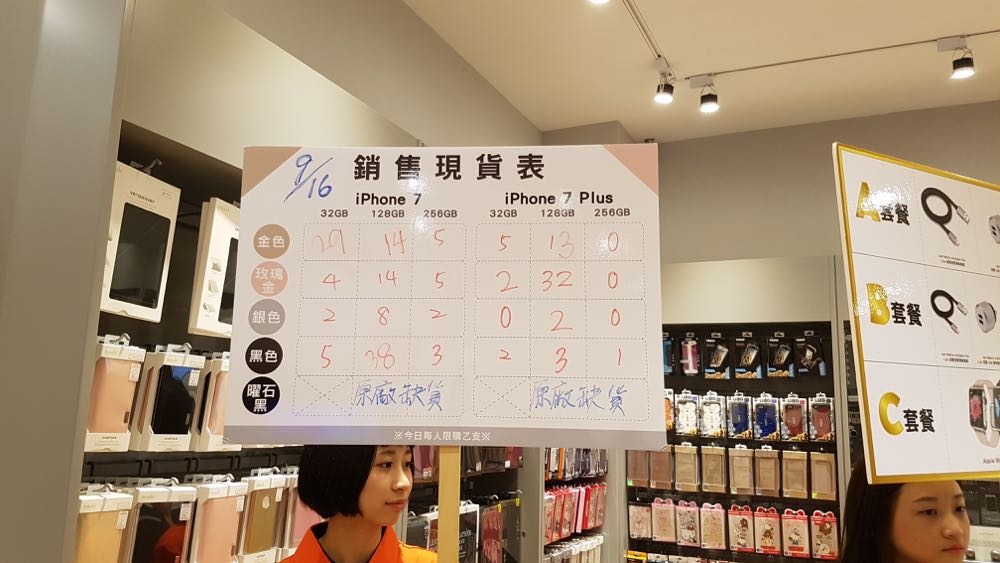 9/16
銷售現貨表
iPhone 7 iPhone 7 Plus
32GB 128GB 256GB 32GB 128GB 256GB
金色 29 14 5 5 13 0
玫瑰金 4 14 5 2 32 0
銀色 2 8 2 0 2 0
黑色 5 38 3 2 3 1
曜石黑 原廠缺貨 原廠缺貨
※今日每人限購乙支※
A套餐
B套餐
C套餐